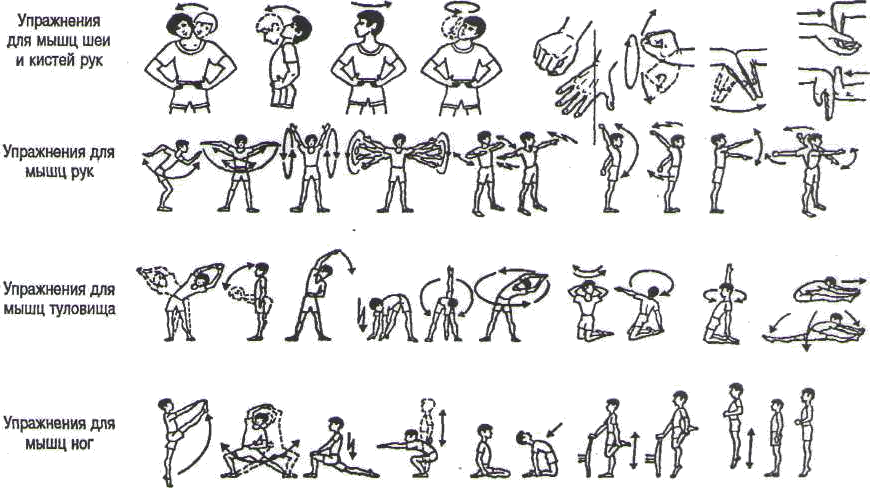 Упражнения
для мышц шеи
и кистей рук
Упражнения для
мышц рук
Упражнения для
мышц туловища
Упражнения для
мышц ног